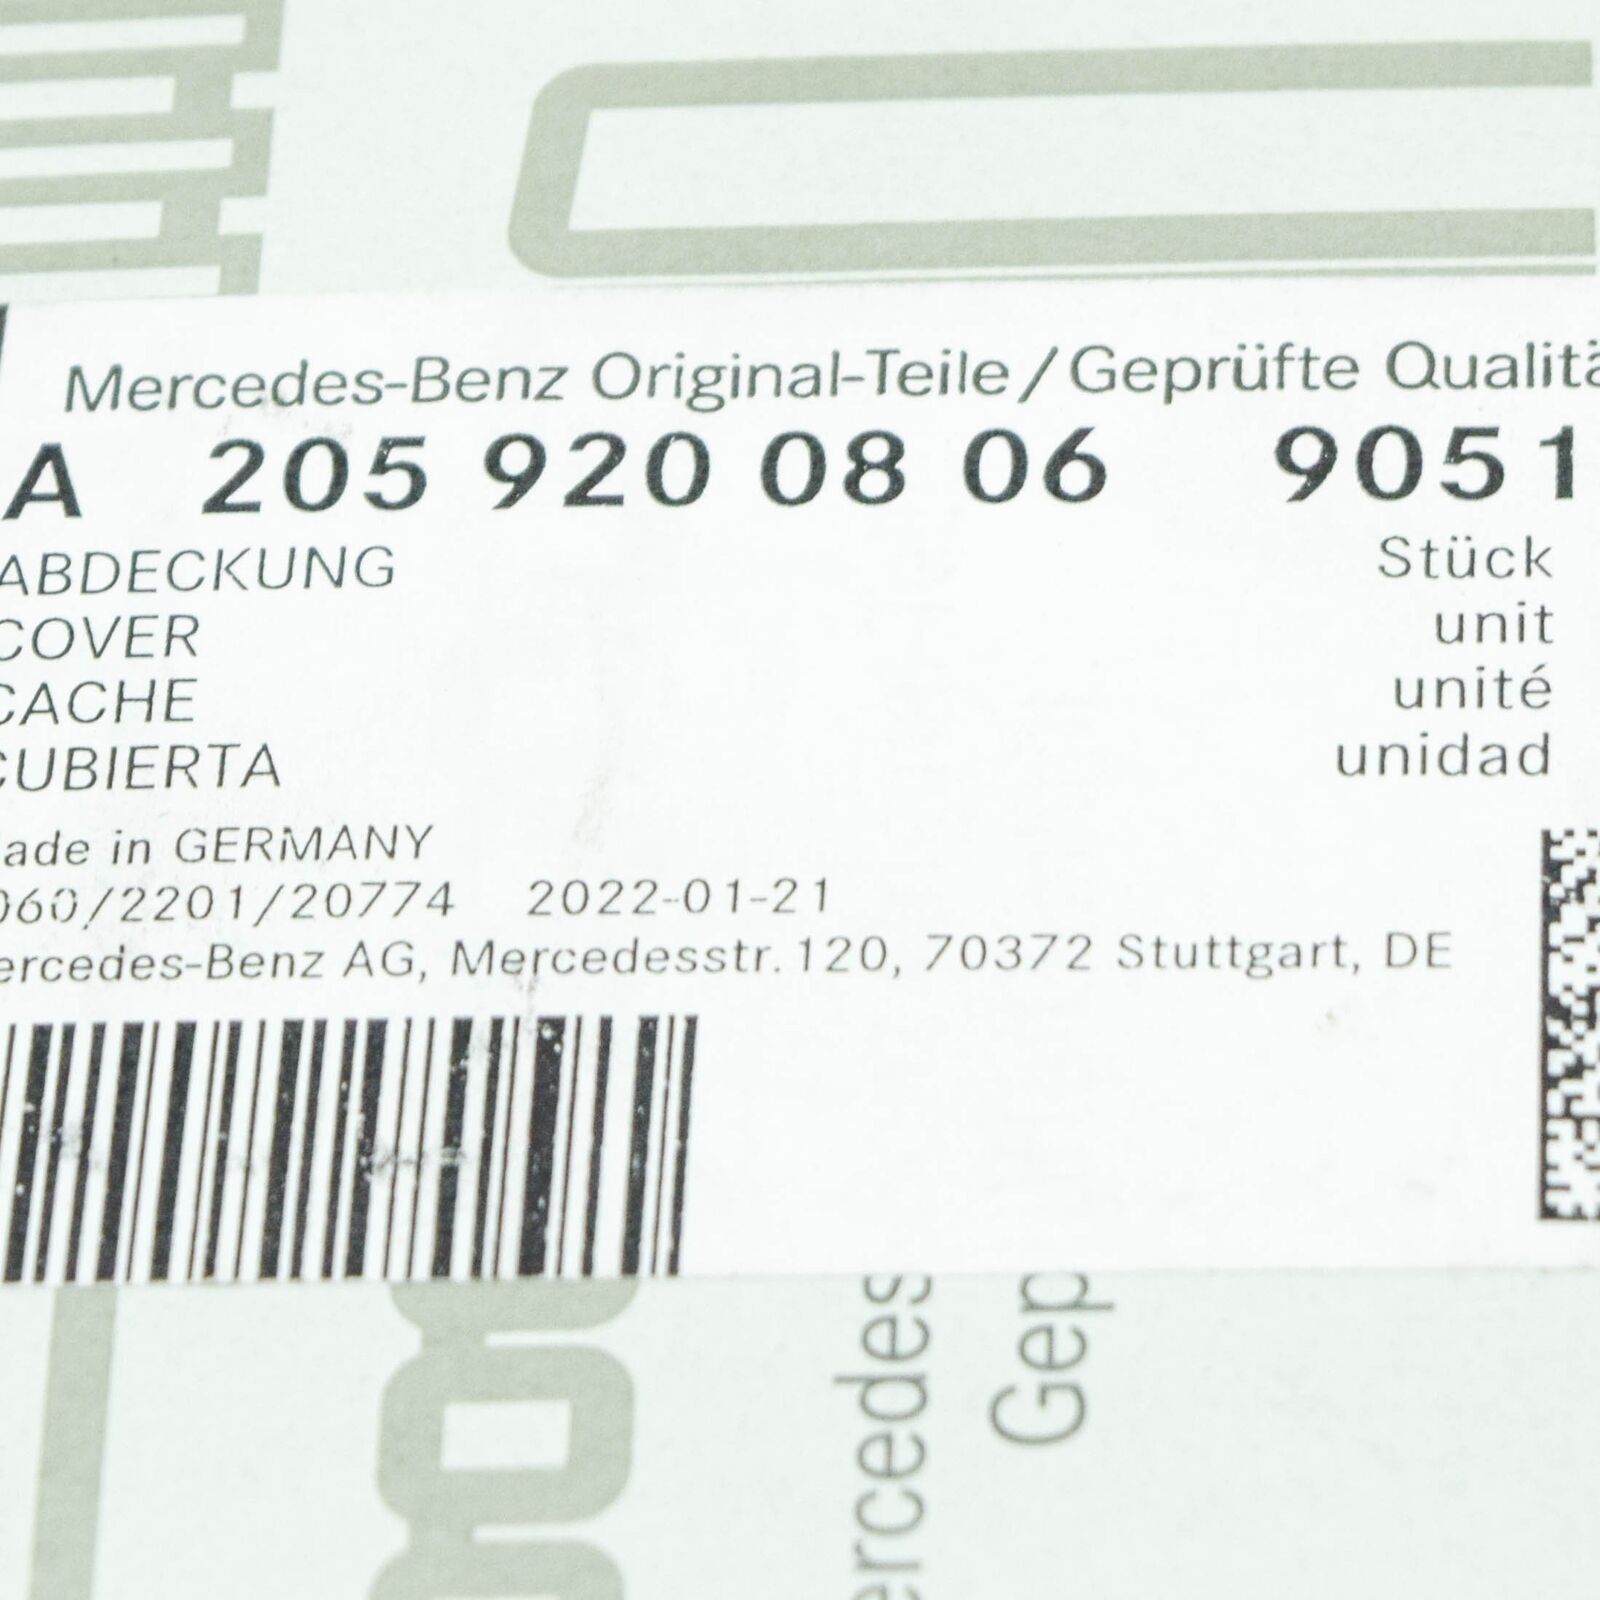 Mercedes-Benz Original-Teile/Geprüfte Qualitä
A 205 920 08 06 9051
ABDECKUNG Stück
COVER unit
CACHE unité
CUBIERTA unidad
ade in GERMANY
060/2201/20774 2022-01-21
ercedes-Benz AG, Mercedesstr. 120, 70372 Stuttgart, DE
ercedes
Gep